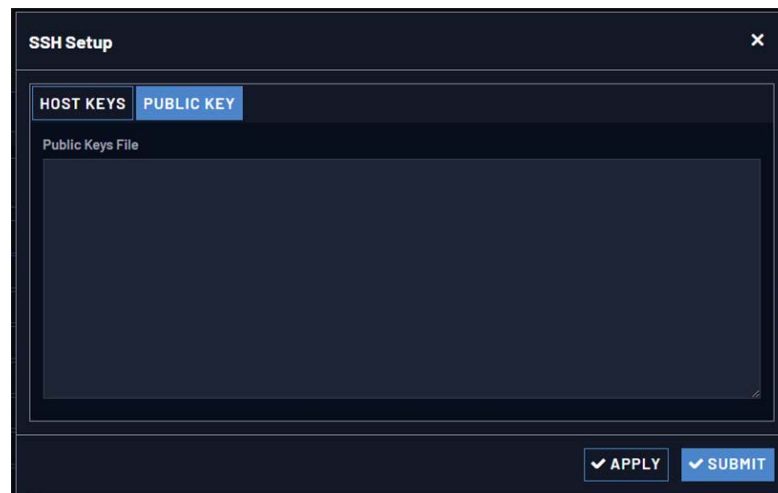 SSH Setup
HOST KEYS PUBLIC KEY
Public Keys File
APPLY SUBMIT